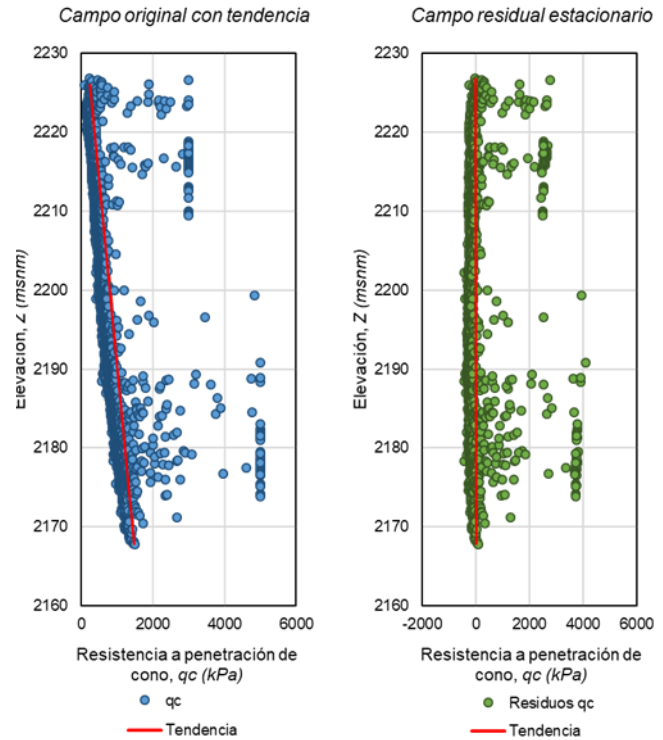 Campo original con tendencia
2230
2220
2210
2200
2190
2180
2170
2160
Elevación, Z (msnm)
0
2000
4000
6000
Resistencia a penetración de
cono, qc (kPa)
qc
Tendencia
Campo residual estacionario
2230
2220
2210
2200
2190
2180
2170
2160
Elevación, Z (msnm)
-2000
0
2000
4000
6000
Resistencia a penetración de
cono, qc (kPa)
Residuos qc
Tendencia